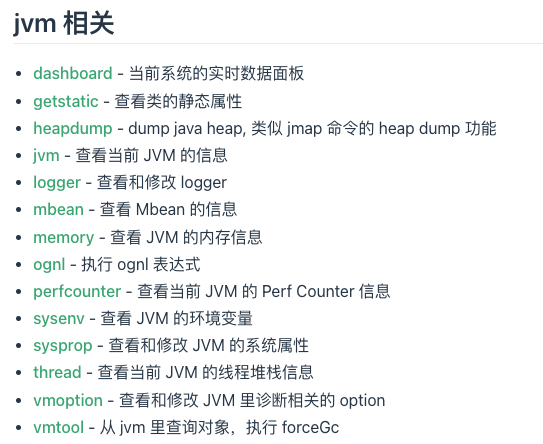 jvm 相关
dashboard - 当前系统的实时数据面板
getstatic - 查看类的静态属性
heapdump - dump java heap, 类似 jmap 命令的 heap dump 功能
jvm - 查看当前 JVM 的信息
logger - 查看和修改 logger
mbean - 查看 Mbean 的信息
memory - 查看 JVM 的内存信息
ognl - 执行 ognl 表达式
perfcounter - 查看当前 JVM 的 Perf Counter 信息
sysenv - 查看 JVM 的环境变量
sysprop - 查看和修改 JVM 的系统属性
thread - 查看当前 JVM 的线程堆栈信息
vmoption - 查看和修改 JVM 里诊断相关的 option
vmtool - 从 jvm 里查询对象，执行 forceGc